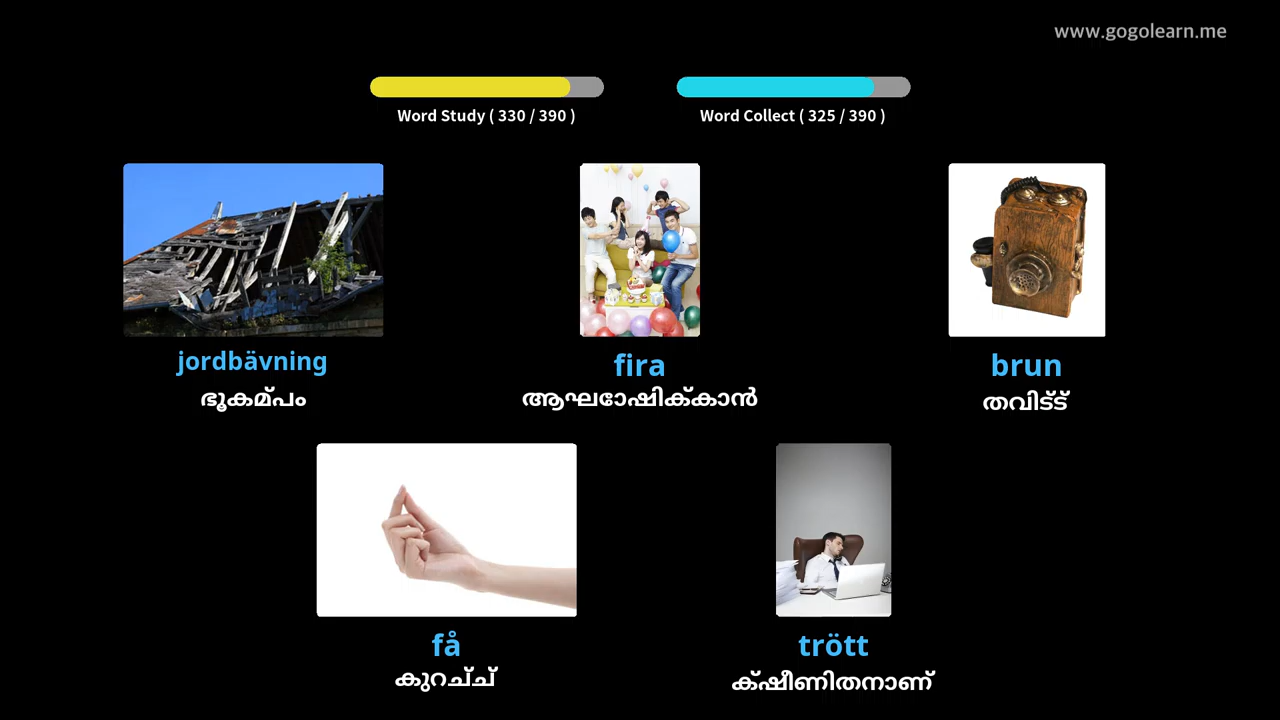 www.gogolearn.me
Word Study ( 330 / 390 )
Word Collect ( 325 / 390 )
jordbävning
fira
brun
ഭൂകമ്പം
ആഘോഷിക്കാൻ
തവിട്ട്
få
trött
കുറച്ച്
ക്ഷീണിതനാണ്